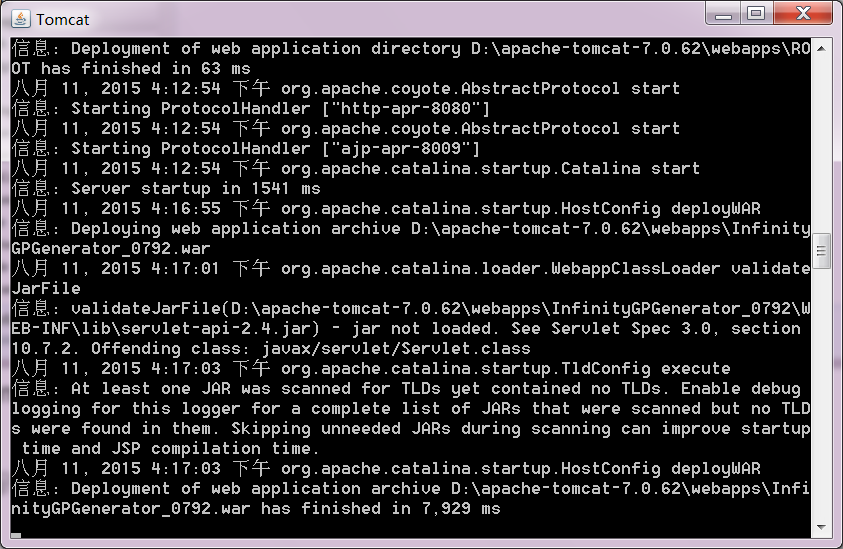 Tomcat
信息: Deployment of web application directory D:\apache-tomcat-7.0.62\webapps\RO
OT has finished in 63 ms
八月 11, 2015 4:12:54 下午 org.apache.coyote.AbstractProtocol start
信息: Starting ProtocolHandler ["http-apr-8080"]
八月 11, 2015 4:12:54 下午 org.apache.coyote.AbstractProtocol start
信息: Starting ProtocolHandler ["ajp-apr-8009"]
八月 11, 2015 4:12:54 下午 org.apache.catalina.startup.Catalina start
信息: Server startup in 1541 ms
八月 11, 2015 4:16:55 下午 org.apache.catalina.startup.HostConfig deployWAR
信息: Deploying web application archive D:\apache-tomcat-7.0.62\webapps\Infinity
GPGenerator_0792.war
八月 11, 2015 4:17:01 下午 org.apache.catalina.loader.WebappClassLoader validate
JarFile
信息: validateJarFile(D:\apache-tomcat-7.0.62\webapps\InfinityGPGenerator_0792\W
EB-INF\lib\servlet-api-2.4.jar) - jar not loaded. See Servlet Spec 3.0, section
10.7.2. Offending class: javax/servlet/Servlet.class
八月 11, 2015 4:17:03 下午 org.apache.catalina.startup.TldConfig execute
信息: At least one JAR was scanned for TLDs yet contained no TLDs. Enable debug
logging for this logger for a complete list of JARs that were scanned but no TLD
s were found in them. Skipping unneeded JARs during scanning can improve startup
 time and JSP compilation time.
八月 11, 2015 4:17:03 下午 org.apache.catalina.startup.HostConfig deployWAR
信息: Deployment of web application archive D:\apache-tomcat-7.0.62\webapps\Infi
nityGPGenerator_0792.war has finished in 7,929 ms